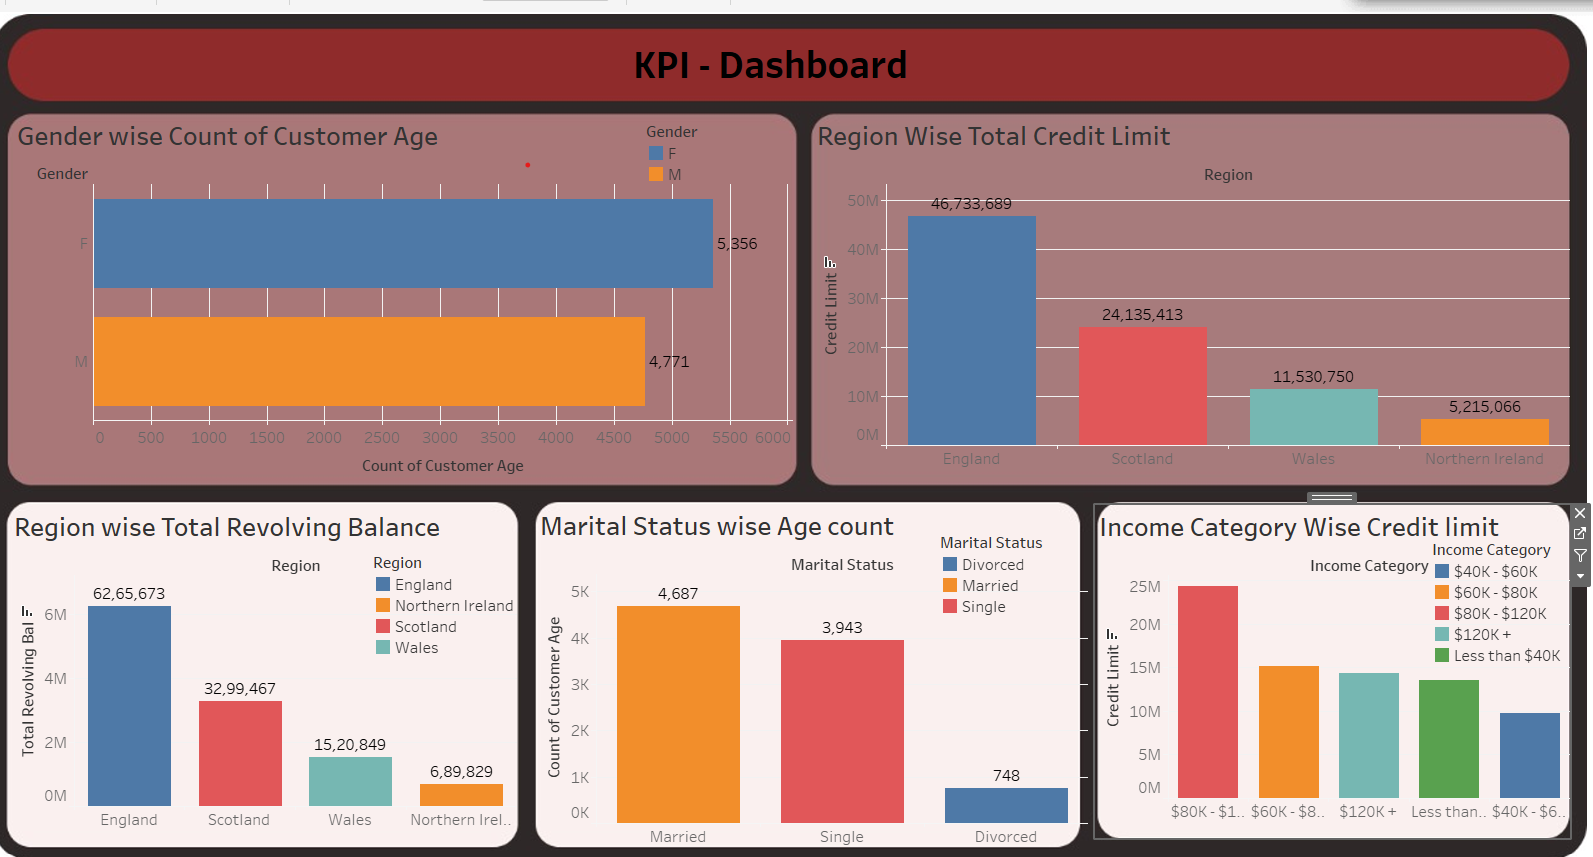 KPI - Dashboard
Gender wise Count of Customer Age
Gender
F
M
Gender
F
5,356
M
4,771
0 500 1000 1500 2000 2500 3000 3500 4000 4500 5000 5500 6000
Count of Customer Age
Region Wise Total Credit Limit
Region
Credit Limit
50M
40M
30M
20M
10M
0M
46,733,689
24,135,413
11,530,750
5,215,066
England Scotland Wales Northern Ireland
Region wise Total Revolving Balance
Region
Region
England
Northern Ireland
Scotland
Wales
Total Revolving Bal
6M
4M
2M
0M
62,65,673
32,99,467
15,20,849
6,89,829
England Scotland Wales Northern Irel..
Marital Status wise Age count
Marital Status
Marital Status
Divorced
Married
Single
Count of Customer Age
5K
4K
3K
2K
1K
0K
4,687
3,943
748
Married Single Divorced
Income Category Wise Credit limit
Income Category
Income Category
$40K - $60K
$60K - $80K
$80K - $120K
$120K +
Less than $40K
Credit Limit
25M
20M
15M
10M
5M
0M
$80K - $1.. $60K - $8.. $120K + Less than.. $40K - $6..